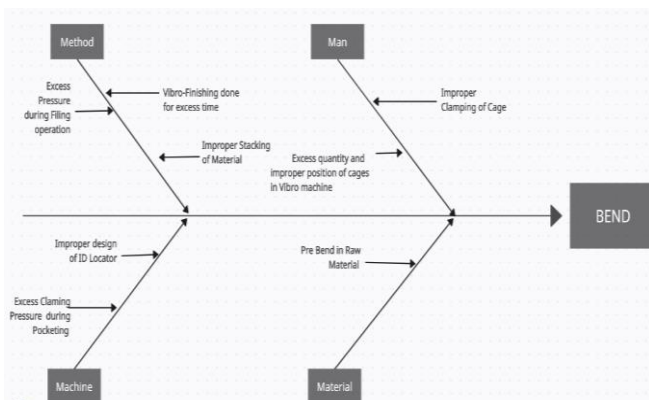 Method
Man
Excess
Pressure
during Filing
operation
Vibro-Finishing done
for excess time
Improper Stacking
of Material
Improper
Clamping of Cage
Excess quantity and
improper position of cages
in Vibro machine
BEND
Improper design
of ID Locator
Excess Claming
Pressure during
Pocketing
Pre Bend in Raw
Material
Machine
Material